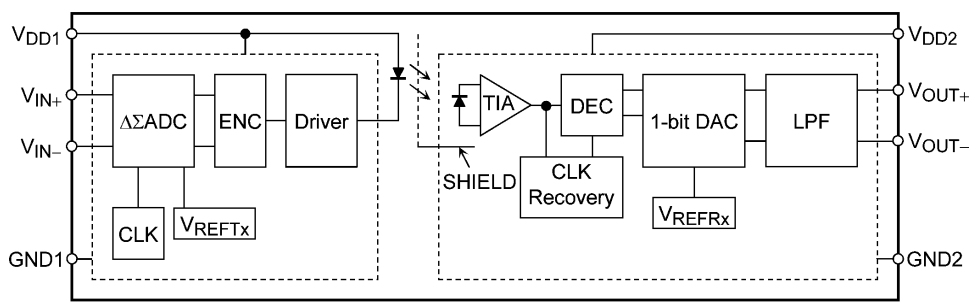 VDD1
VDD2
VIN+
VIN−
ΔΣADC
ENC
Driver
TIA
DEC
1-bit DAC
LPF
VOUT+
VOUT−
SHIELD
CLK
Recovery
CLK
VREFTx
VREFRx
GND1
GND2